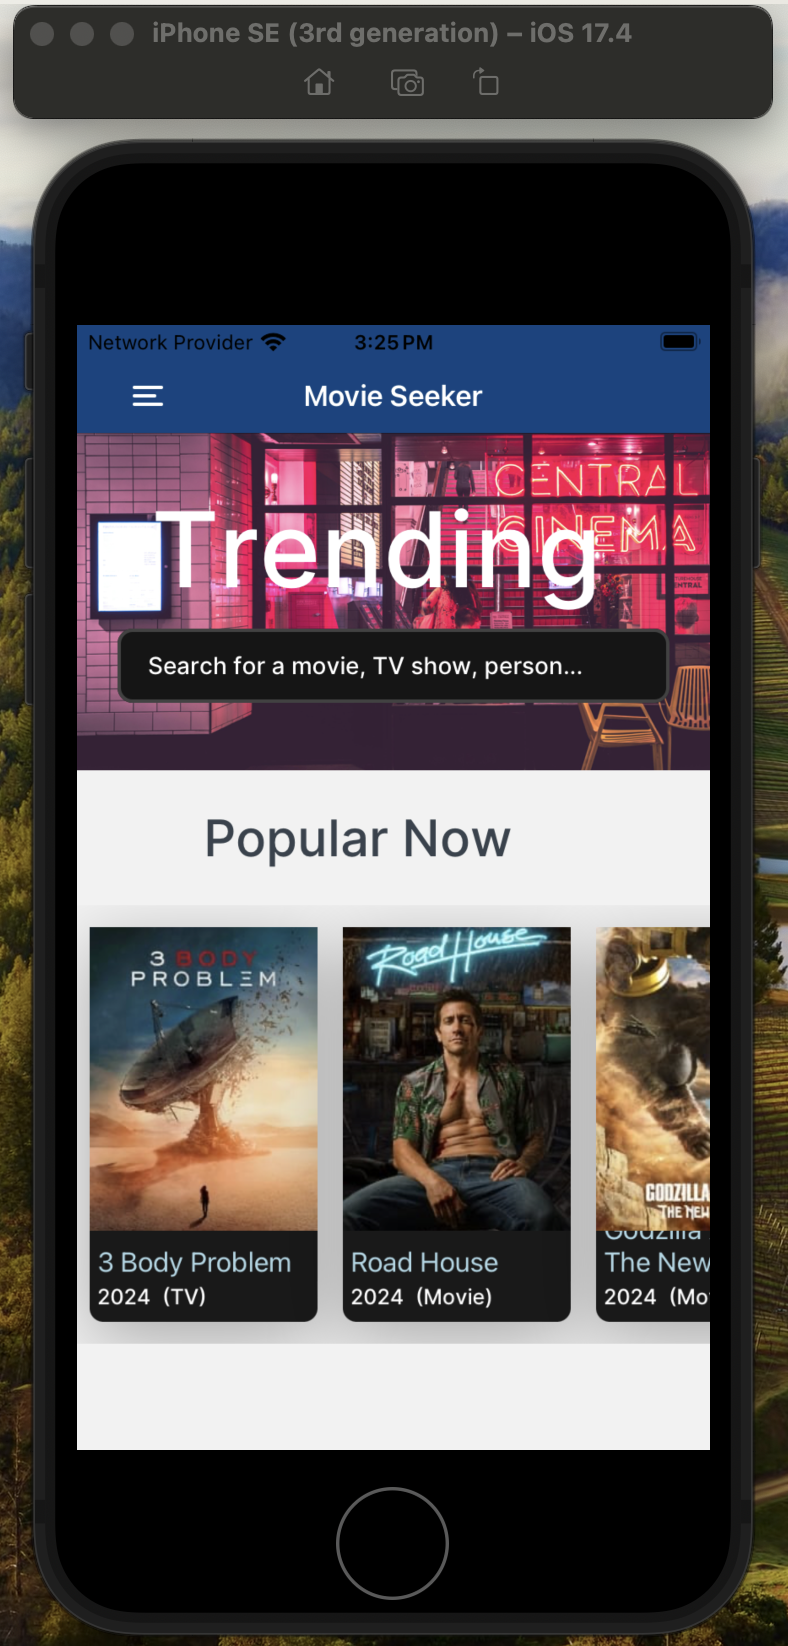 iPhone SE (3rd generation) – iOS 17.4
Network Provider 3:25 PM
Movie Seeker
CENTRAL
CINEMA
CENTRAL
Trending
Search for a movie, TV show, person...
Popular Now
3 BODY
PROBLEM
Road House
GODZILLA
THE NEW
3 Body Problem
2024 (TV)
Road House
2024 (Movie)
Godzilla
The New
2024 (Mo